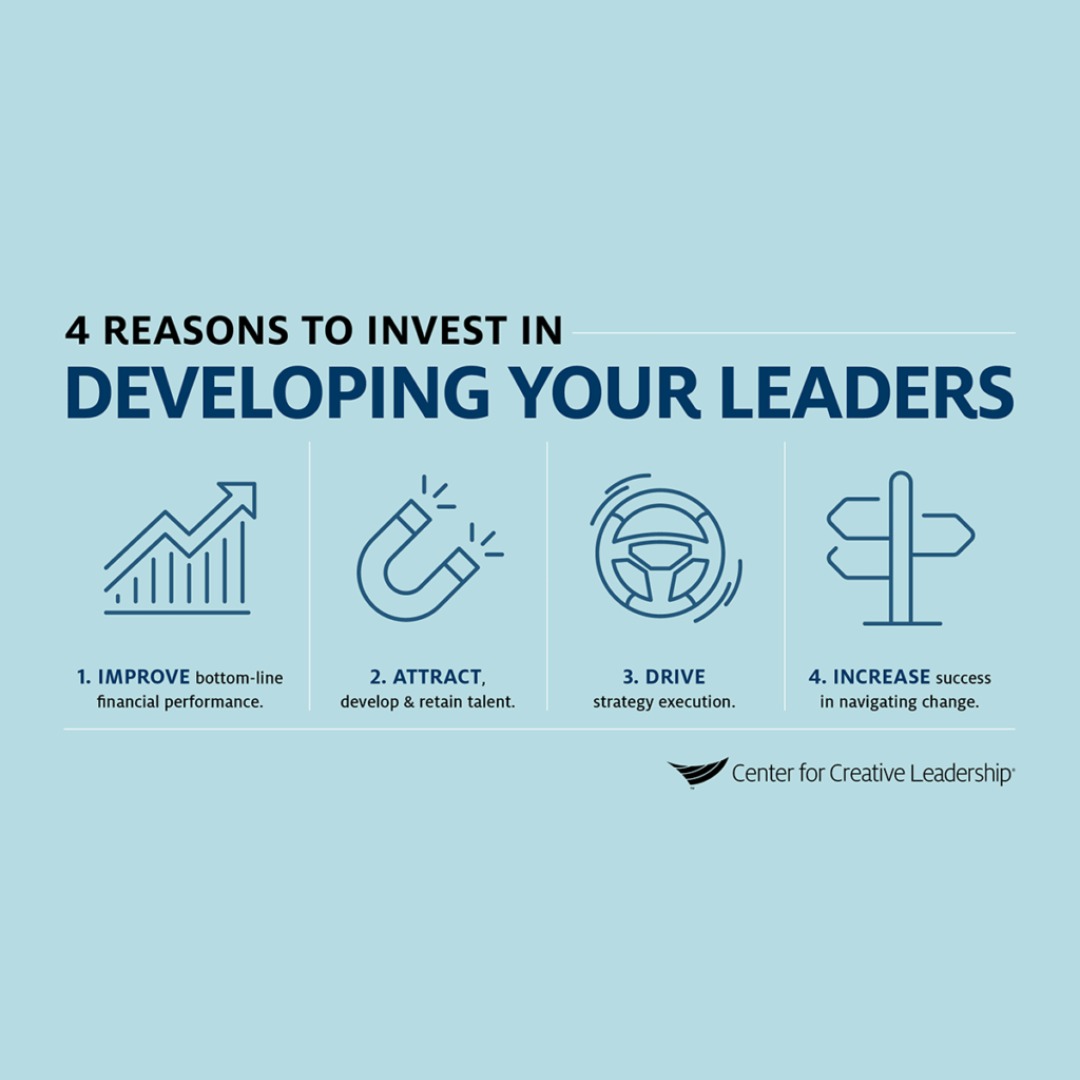 4 REASONS TO INVEST IN
DEVELOPING YOUR LEADERS
1. IMPROVE bottom-line
financial performance.
2. ATTRACT,
develop & retain talent.
3. DRIVE
strategy execution.
4. INCREASE success
in navigating change.
Center for Creative Leadership®